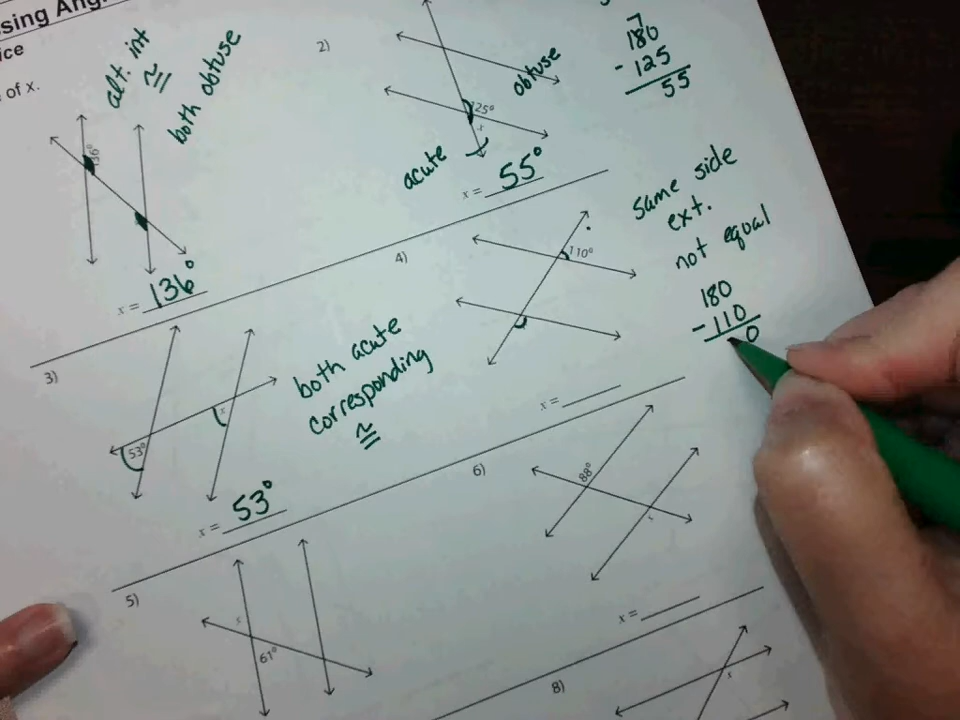 sing Ang
ice
of x.
alt. int
≅
both obtuse
x = 136°
2)
125°
x
obtuse
acute
x = 55°
7
180
- 125
55
3)
53°
x
both acute
corresponding
≅
x = 53°
4)
110°
same side
ext.
not equal
180
- 110
0
x =
5)
x
61°
6)
88°
x
x =
8)
x